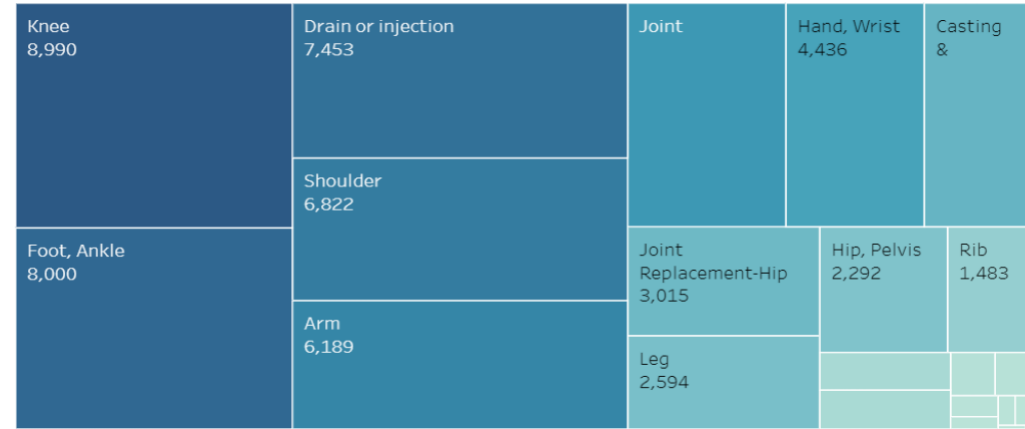 Knee
8,990
Drain or injection
7,453
Joint
Hand, Wrist
4,436
Casting
&
Shoulder
6,822
Foot, Ankle
8,000
Joint
Replacement-Hip
3,015
Hip, Pelvis
2,292
Rib
1,483
Arm
6,189
Leg
2,594